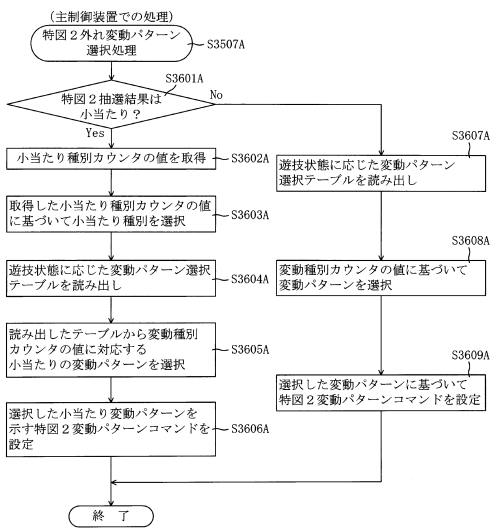 (主制御装置での処理)
特図2外れ変動パターン
選択処理
S3507A
S3601A
特図2抽選結果は
小当たり?
No
Yes
小当たり種別カウンタの値を取得
S3602A
取得した小当たり種別カウンタの値
に基づいて小当たり種別を選択
S3603A
遊技状態に応じた変動パターン選択
テーブルを読み出し
S3604A
読み出したテーブルから変動種別
カウンタの値に対応する
小当たりの変動パターンを選択
S3605A
選択した小当たり変動パターンを
示す特図2変動パターンコマンドを
設定
S3606A
S3607A
遊技状態に応じた変動パターン
選択テーブルを読み出し
S3608A
変動種別カウンタの値に基づいて
変動パターンを選択
S3609A
選択した変動パターンに基づいて
特図2変動パターンコマンドを設定
終 了